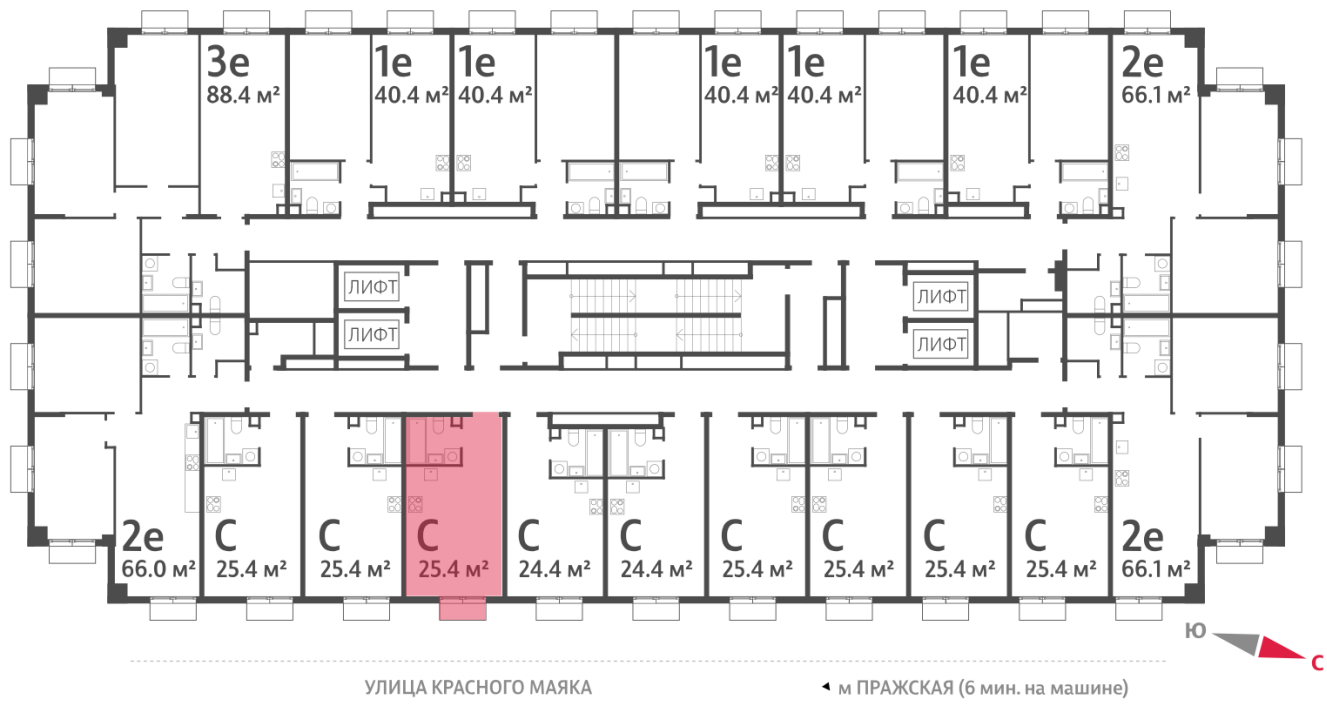 3е
88.4 м²
1е
40.4 м²
1е
40.4 м²
1е
40.4 м²
1е
40.4 м²
1е
40.4 м²
2е
66.1 м²
ЛИФТ
ЛИФТ
ЛИФТ
ЛИФТ
2е
66.0 м²
С
25.4 м²
С
25.4 м²
С
25.4 м²
С
24.4 м²
С
24.4 м²
С
25.4 м²
С
25.4 м²
С
25.4 м²
С
25.4 м²
2е
66.1 м²
Ю
С
УЛИЦА КРАСНОГО МАЯКА
м ПРАЖСКАЯ (6 мин. на машине)